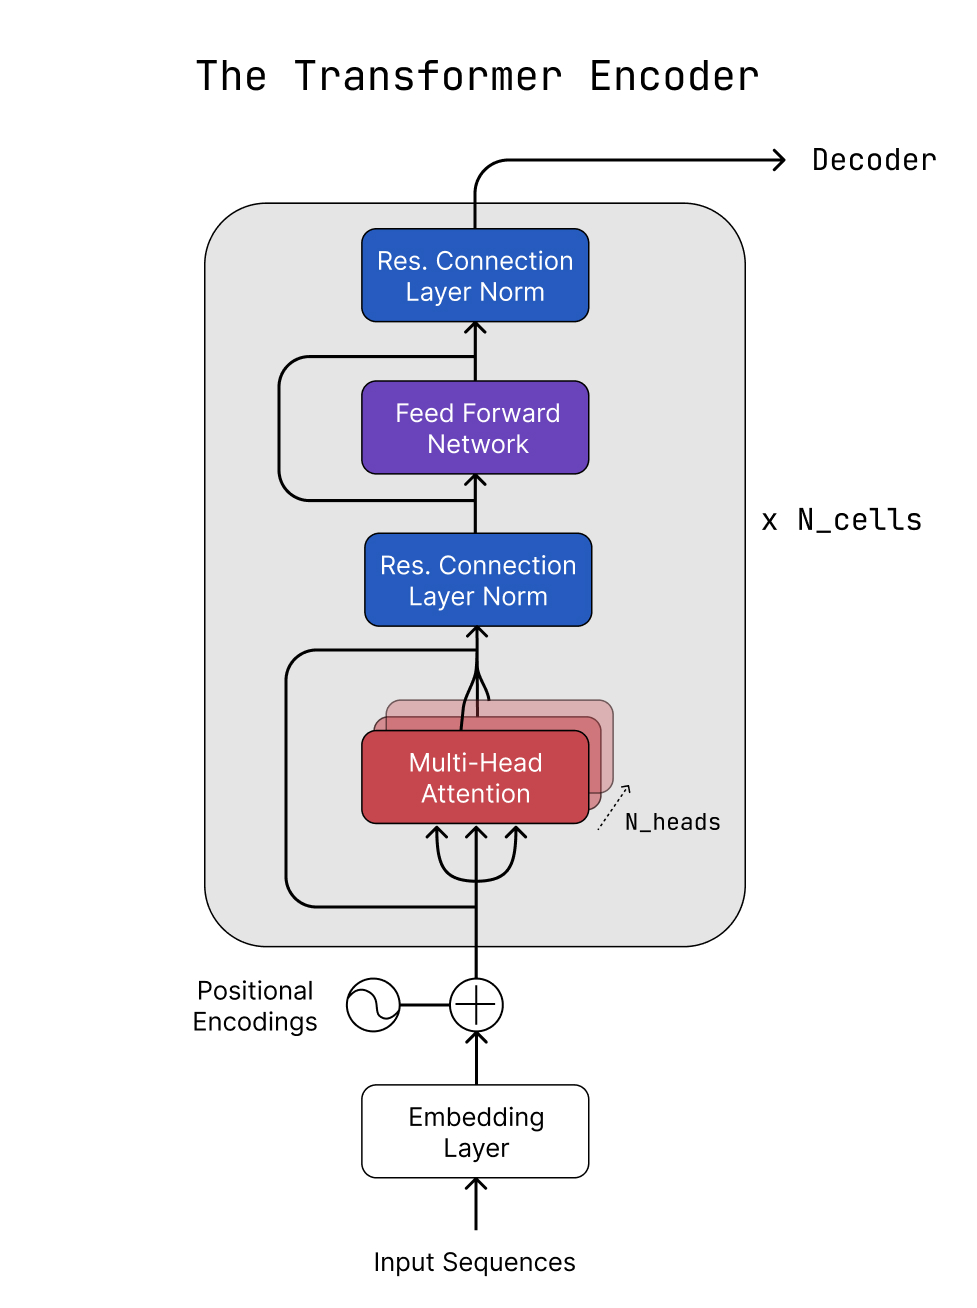 The Transformer Encoder
Decoder
Res. Connection
Layer Norm
Feed Forward
Network
x N_cells
Res. Connection
Layer Norm
Multi-Head
Attention
N_heads
Positional
Encodings
Embedding
Layer
Input Sequences